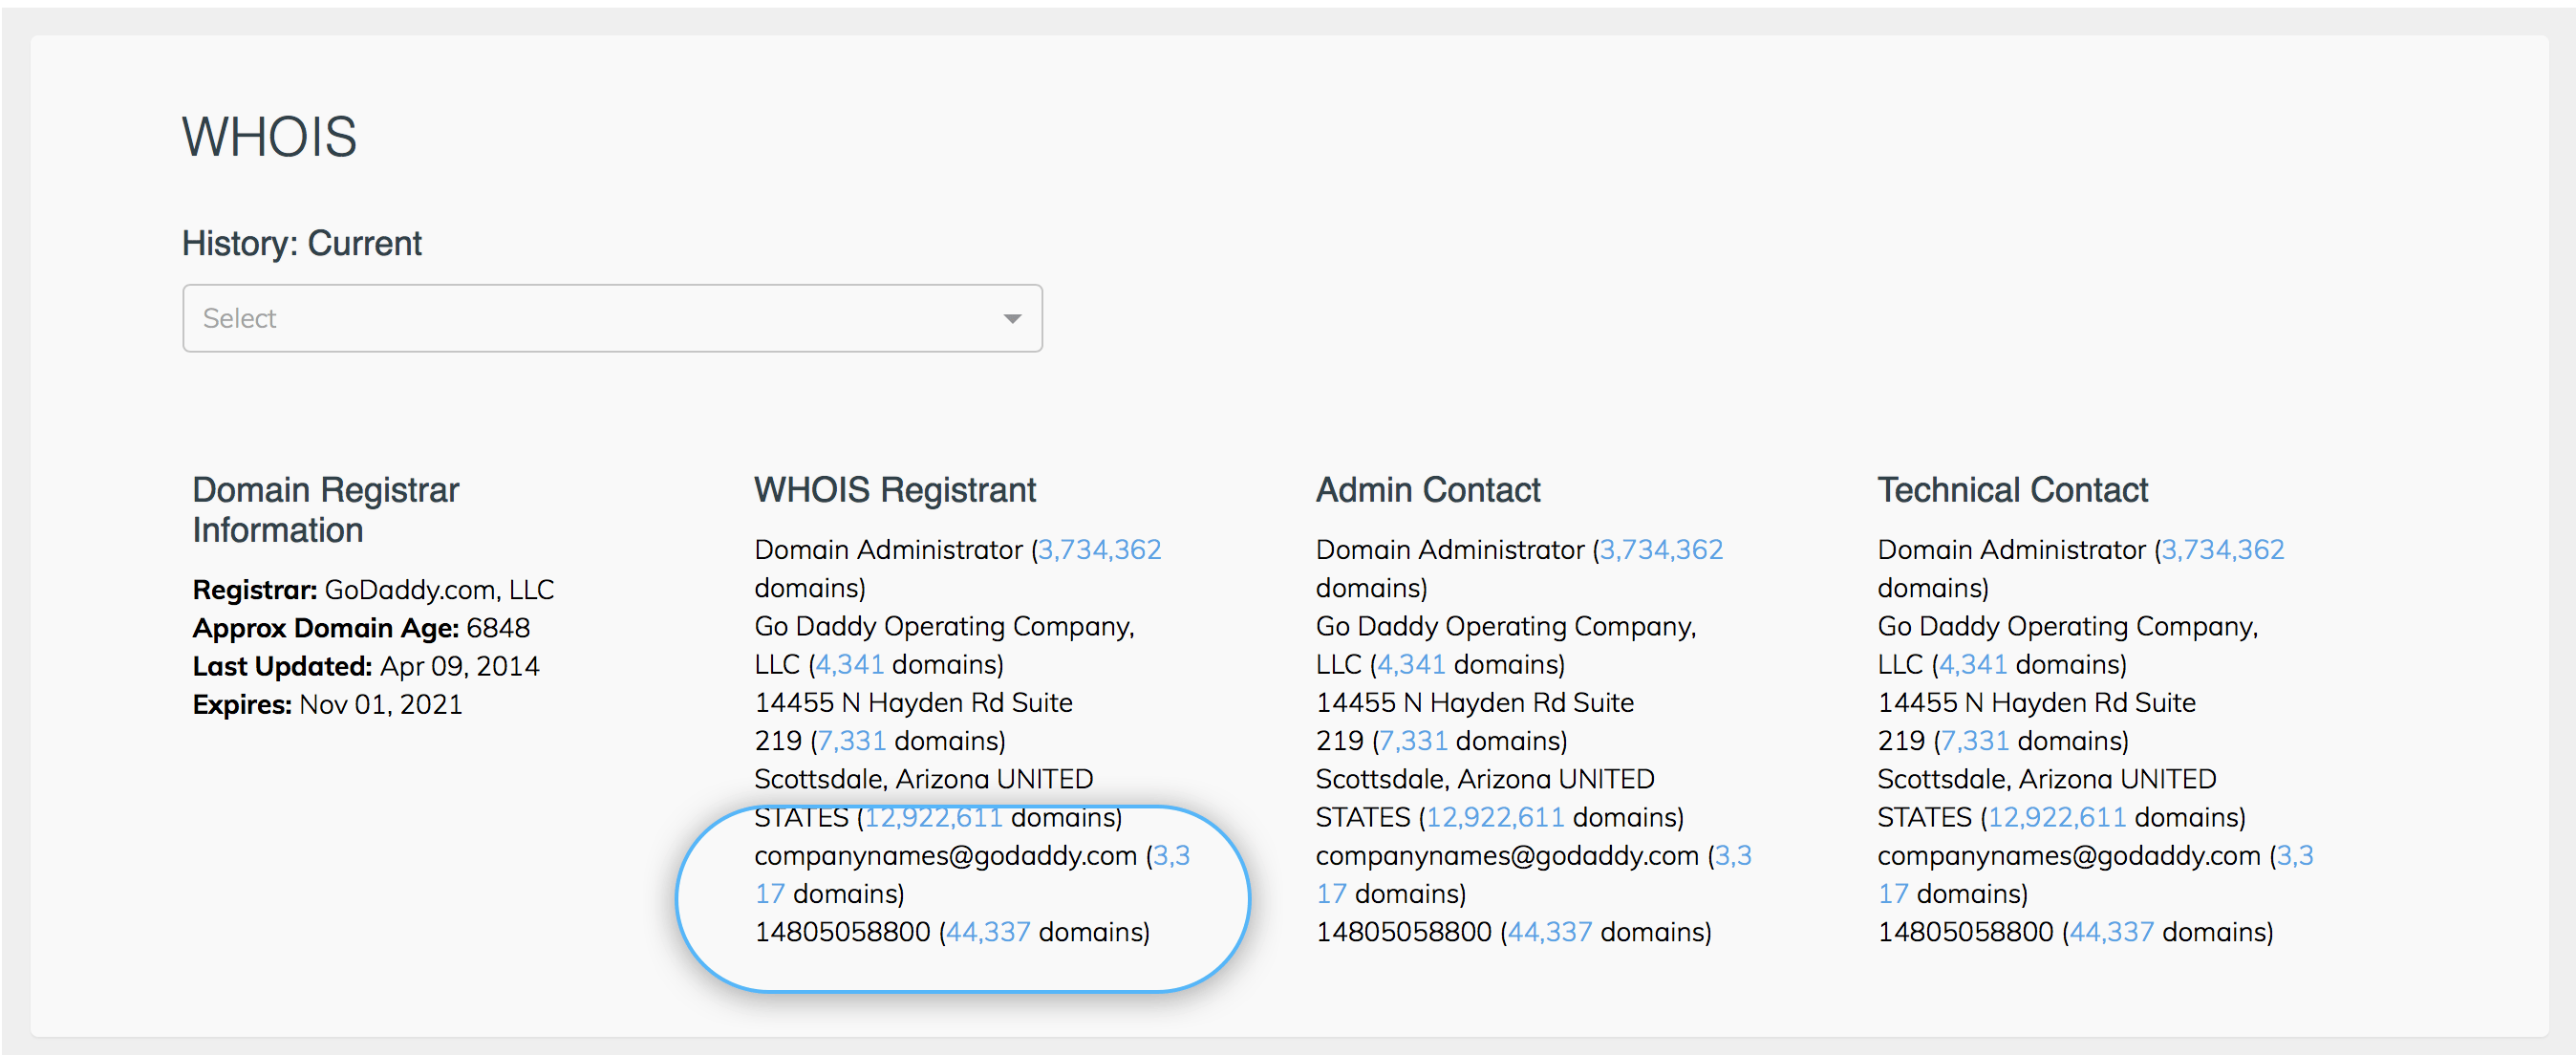 WHOIS
History: Current
Select
Domain Registrar
Information
Registrar: GoDaddy.com, LLC
Approx Domain Age: 6848
Last Updated: Apr 09, 2014
Expires: Nov 01, 2021
WHOIS Registrant
Domain Administrator (3,734,362
domains)
Go Daddy Operating Company,
LLC (4,341 domains)
14455 N Hayden Rd Suite
219 (7,331 domains)
Scottsdale, Arizona UNITED
STATES (12,922,611 domains)
companynames@godaddy.com (3,3
17 domains)
14805058800 (44,337 domains)
Admin Contact
Domain Administrator (3,734,362
domains)
Go Daddy Operating Company,
LLC (4,341 domains)
14455 N Hayden Rd Suite
219 (7,331 domains)
Scottsdale, Arizona UNITED
STATES (12,922,611 domains)
companynames@godaddy.com (3,3
17 domains)
14805058800 (44,337 domains)
Technical Contact
Domain Administrator (3,734,362
domains)
Go Daddy Operating Company,
LLC (4,341 domains)
14455 N Hayden Rd Suite
219 (7,331 domains)
Scottsdale, Arizona UNITED
STATES (12,922,611 domains)
companynames@godaddy.com (3,3
17 domains)
14805058800 (44,337 domains)